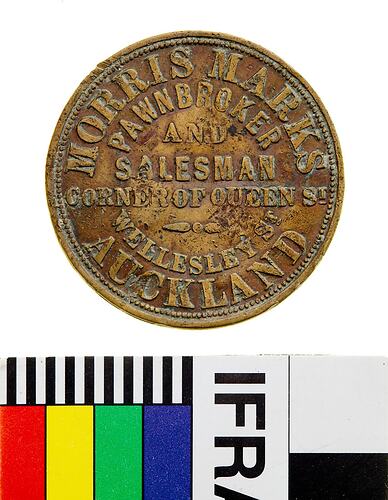 MORRIS MARKS
PAWNBROKER
AND
SALESMAN
CORNER OF QUEEN ST
WELLESLEY ST
AUCKLAND
IFRA